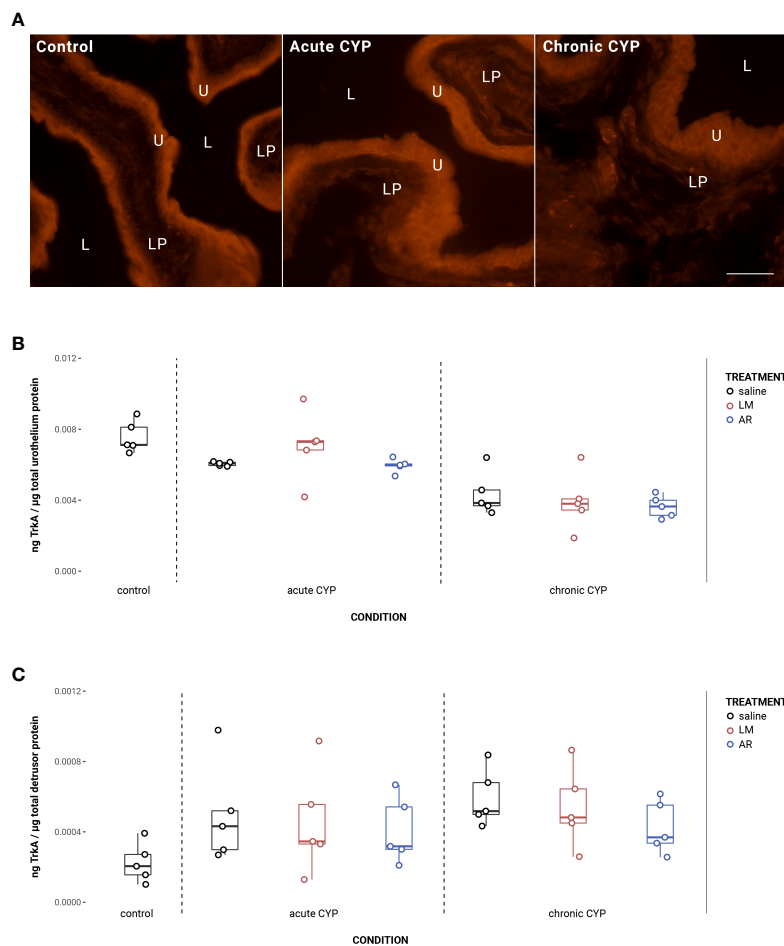 A
Control
Acute CYP
Chronic CYP
U
L
LP
U
L
LP
L
LP
U
LP
U
L
U
LP
B
ng TrkA / µg total urothelium protein
0.012
0.008
0.004
0.000
control
acute CYP
chronic CYP
CONDITION
TREATMENT
saline
LM
AR
C
ng TrkA / µg total detrusor protein
0.0012
0.0008
0.0004
0.0000
control
acute CYP
chronic CYP
CONDITION
TREATMENT
saline
LM
AR